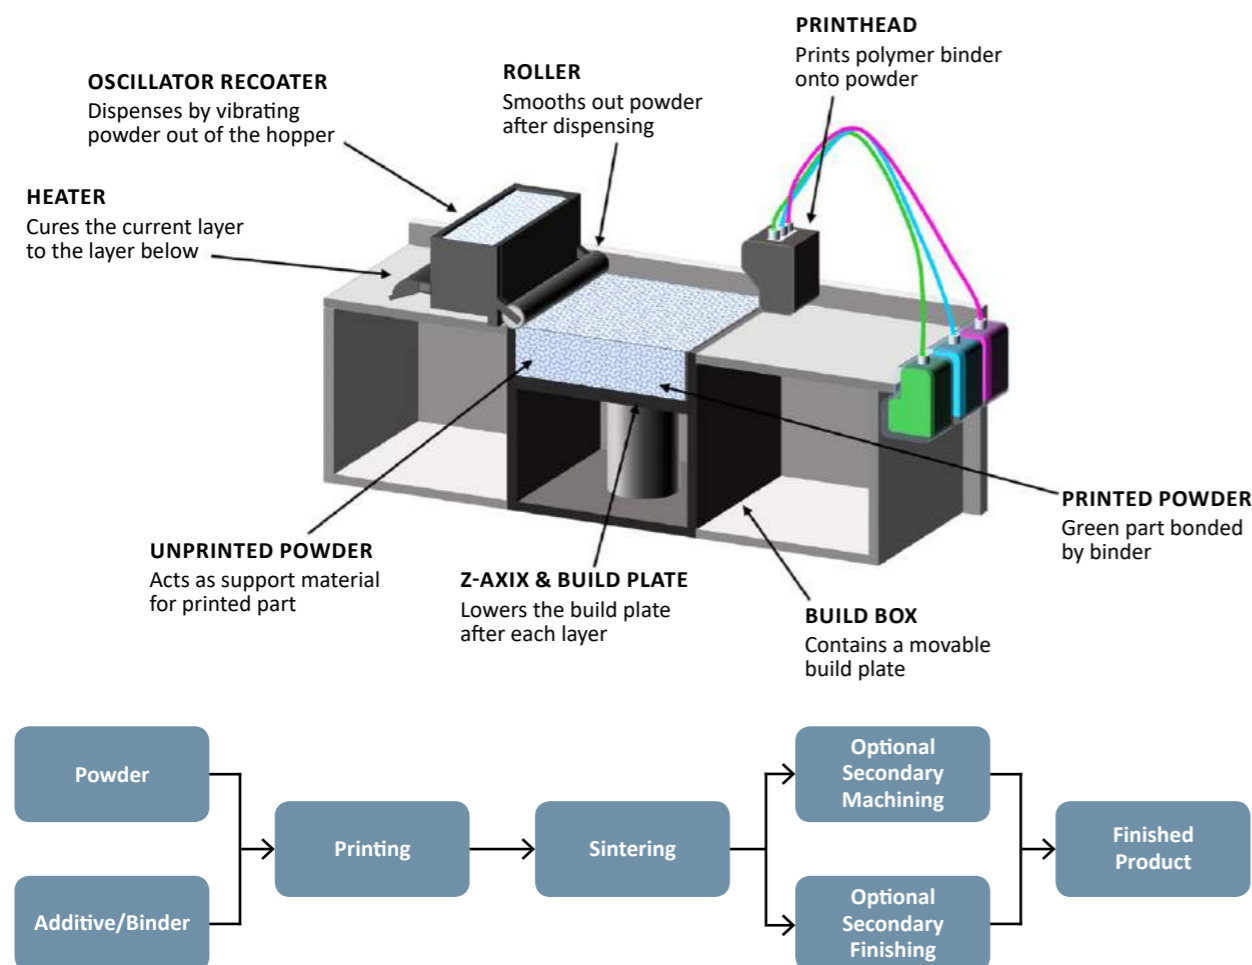 PRINTHEAD
Prints polymer binder
onto powder
OSCILLATOR RECOATER
Dispenses by vibrating
powder out of the hopper
ROLLER
Smooths out powder
after dispensing
HEATER
Cures the current layer
to the layer below
PRINTED POWDER
Green part bonded
by binder
UNPRINTED POWDER
Acts as support material
for printed part
Z-AXIX & BUILD PLATE
Lowers the build plate
after each layer
BUILD BOX
Contains a movable
build plate
Powder
Additive/Binder
Printing
Sintering
Optional
Secondary
Machining
Optional
Secondary
Finishing
Finished
Product